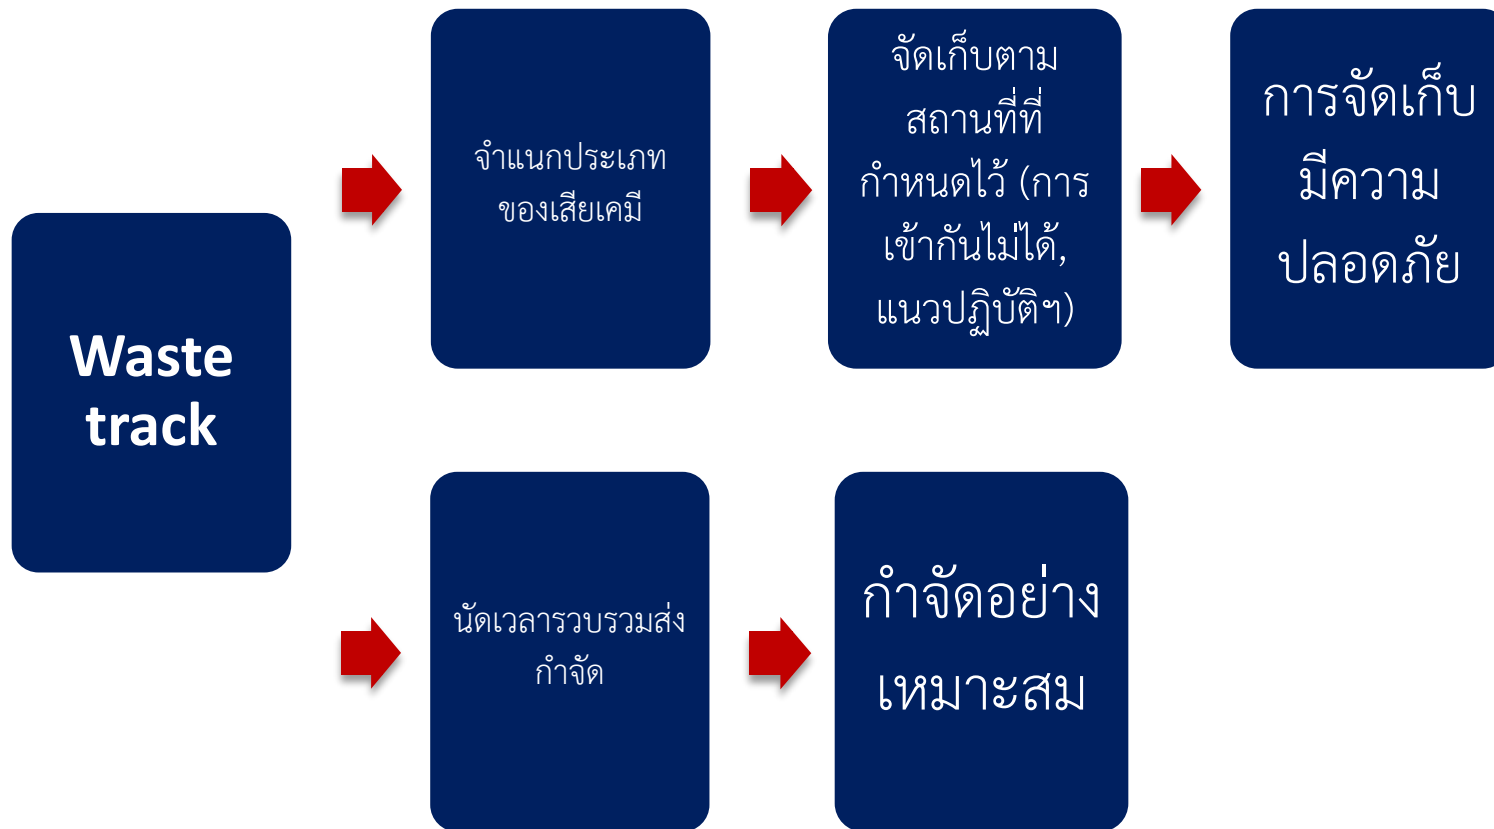 Waste
track
จำแนกประเภท
ของเสียเคมี
จัดเก็บตาม
สถานที่ที่
กำหนดไว้ (การ
เข้ากันไม่ได้,
แนวปฏิบัติฯ)
การจัดเก็บ
มีความ
ปลอดภัย
นัดเวลารวบรวมส่ง
กำจัด
กำจัดอย่าง
เหมาะสม